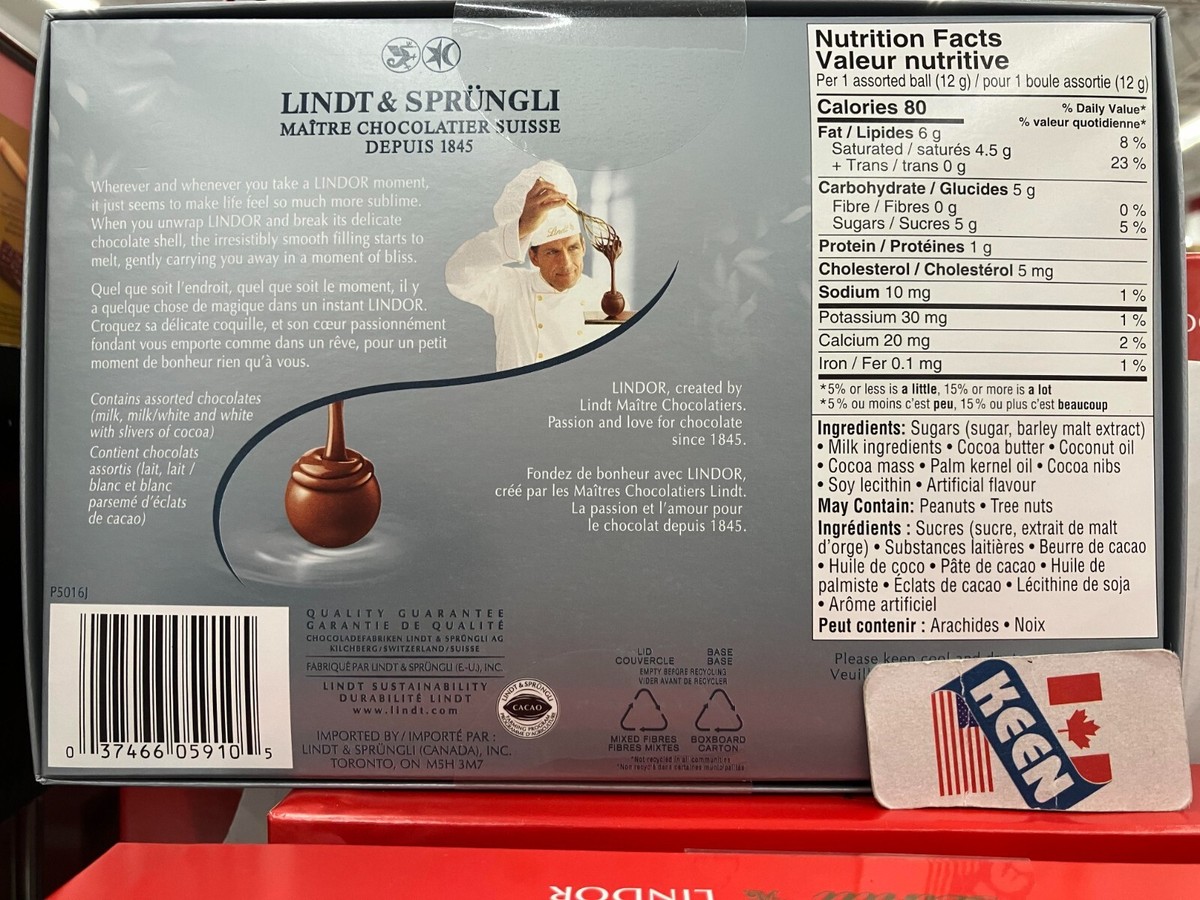 LINDT & SPRÜNGLI
MAÎTRE CHOCOLATIER SUISSE
DEPUIS 1845
Wherever and whenever you take a LINDOR moment,
it just seems to make life feel so much more sublime.
When you unwrap LINDOR and break its delicate
chocolate shell, the irresistibly smooth filling starts to
melt, gently carrying you away in a moment of bliss.
Quel que soit l'endroit, quel que soit le moment, il y
a quelque chose de magique dans un instant LINDOR.
Croquez sa délicate coquille, et son cœur passionnément
fondant vous emporte comme dans un rêve, pour un petit
moment de bonheur rien qu'à vous.
Contains assorted chocolates
(milk, milk/white and white
with slivers of cocoa)
Contient chocolats
assortis (lait, lait /
blanc et blanc
parsemé d'éclats
de cacao)
Lindt
LINDOR, created by
Lindt Maître Chocolatiers.
Passion and love for chocolate
since 1845.
Fondez de bonheur avec LINDOR,
créé par les Maîtres Chocolatiers Lindt.
La passion et l'amour pour
le chocolat depuis 1845.
P5016J
0 37466 05910 5
QUALITY GUARANTEE
GARANTIE DE QUALITÉ
CHOCOLADEFABRIKEN LINDT & SPRÜNGLI AG
KILCHBERG/SWITZERLAND/SUISSE
FABRIQUÉ PAR LINDT & SPRÜNGLI (E.-U.), INC.
LINDT SUSTAINABILITY
DURABILITÉ LINDT
www.lindt.com
IMPORTED BY / IMPORTÉ PAR :
LINDT & SPRÜNGLI (CANADA), INC.
TORONTO, ON M5H 3M7
LINDT & SPRÜNGLI
CACAO
FARMING PROGRAM
LID BASE
COUVERCLE BASE
EMPTY BEFORE RECYCLING
VIDER AVANT DE RECYCLER
MIXED FIBRES BOXBOARD
FIBRES MIXTES CARTON
*Not recycled in all communities
Nutrition Facts
Valeur nutritive
Per 1 assorted ball (12 g) / pour 1 boule assortie (12 g)
Calories 80 % Daily Value*
% valeur quotidienne*
Fat / Lipides 6 g 8 %
Saturated / saturés 4.5 g 23 %
+ Trans / trans 0 g
Carbohydrate / Glucides 5 g
Fibre / Fibres 0 g 0 %
Sugars / Sucres 5 g 5 %
Protein / Protéines 1 g
Cholesterol / Cholestérol 5 mg
Sodium 10 mg 1 %
Potassium 30 mg 1 %
Calcium 20 mg 2 %
Iron / Fer 0.1 mg 1 %
*5% or less is a little, 15% or more is a lot
*5 % ou moins c'est peu, 15 % ou plus c'est beaucoup
Ingredients: Sugars (sugar, barley malt extract)
• Milk ingredients • Cocoa butter • Coconut oil
• Cocoa mass • Palm kernel oil • Cocoa nibs
• Soy lecithin • Artificial flavour
May Contain: Peanuts • Tree nuts
Ingrédients : Sucres (sucre, extrait de malt
d'orge) • Substances laitières • Beurre de cacao
• Huile de coco • Pâte de cacao • Huile de
palmiste • Éclats de cacao • Lécithine de soja
• Arôme artificiel
Peut contenir : Arachides • Noix
Please keep cool and
KEEN
LINDOR